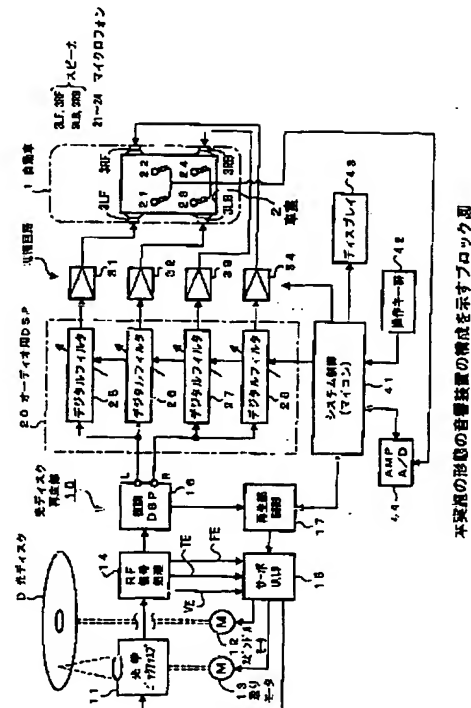 3LF, 3RF
3LB, 3RB
スピーカ
21~24 マイクロフォン
1 自動車
3LF
3RF
21
22
23
24
3LB
3RB
2
車室
31
32
33
34
20 オーディオ用DSP
デジタルフィルタ
25
デジタルフィルタ
26
デジタルフィルタ
27
デジタルフィルタ
28
システム制御
(マイコン)
41
ディスプレイ
43
操作キー群
42
AMP
A/D
44
光ディスク
再生部
10
L
R
DSP
16
再生部
制御
17
D 光ディスク
14
RF
信号
処理
TE
FE
VE
サーボ
15
11
光学
ピックアップ
M
12
スピンドル
モータ
M
13
送りモータ
本実施の形態の音響装置の構成を示すブロック図